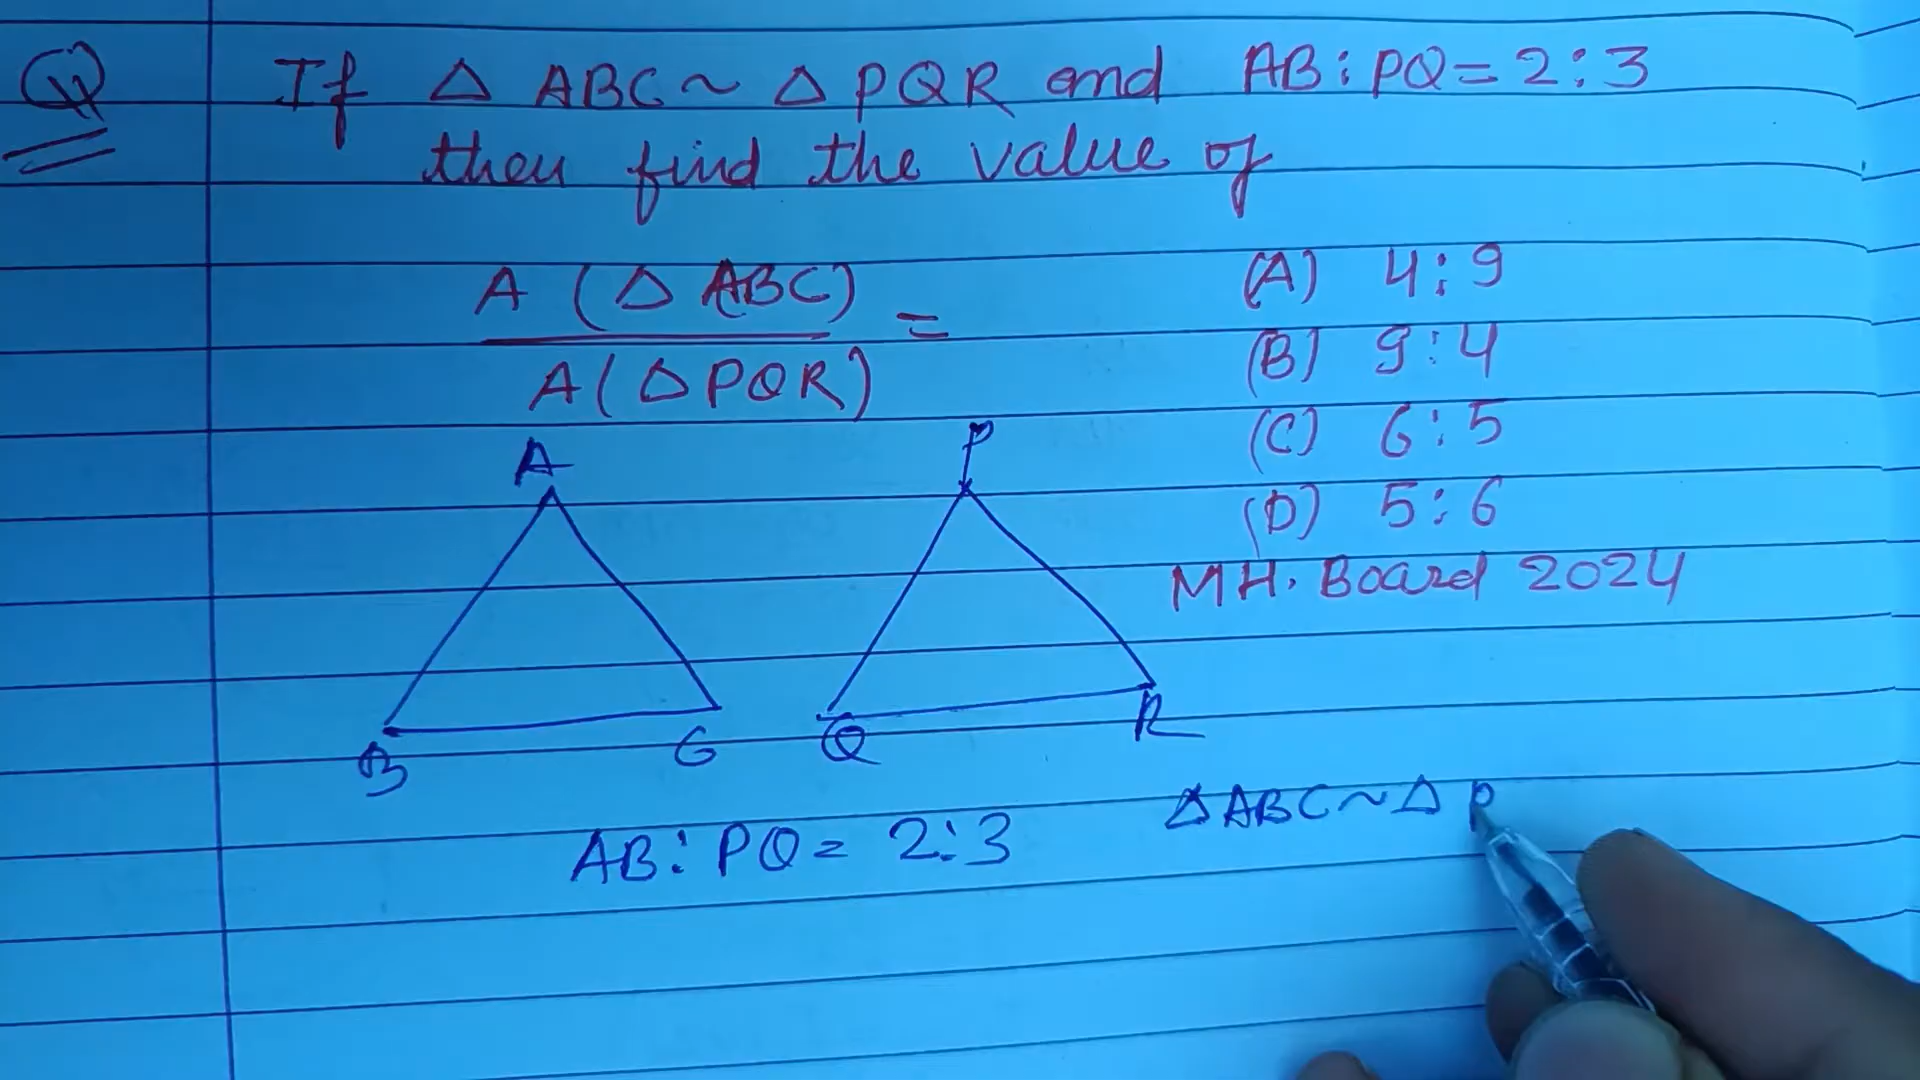 Q If △ ABC ~ △ PQR and AB : PQ = 2 : 3
then find the value of
A (△ ABC)
A(△PQR)
=
(A) 4 : 9
(B) 9 : 4
(C) 6 : 5
(D) 5 : 6
MH. Board 2024
A
B
C
P
Q
R
AB : PQ = 2:3
△ABC ~ △ P